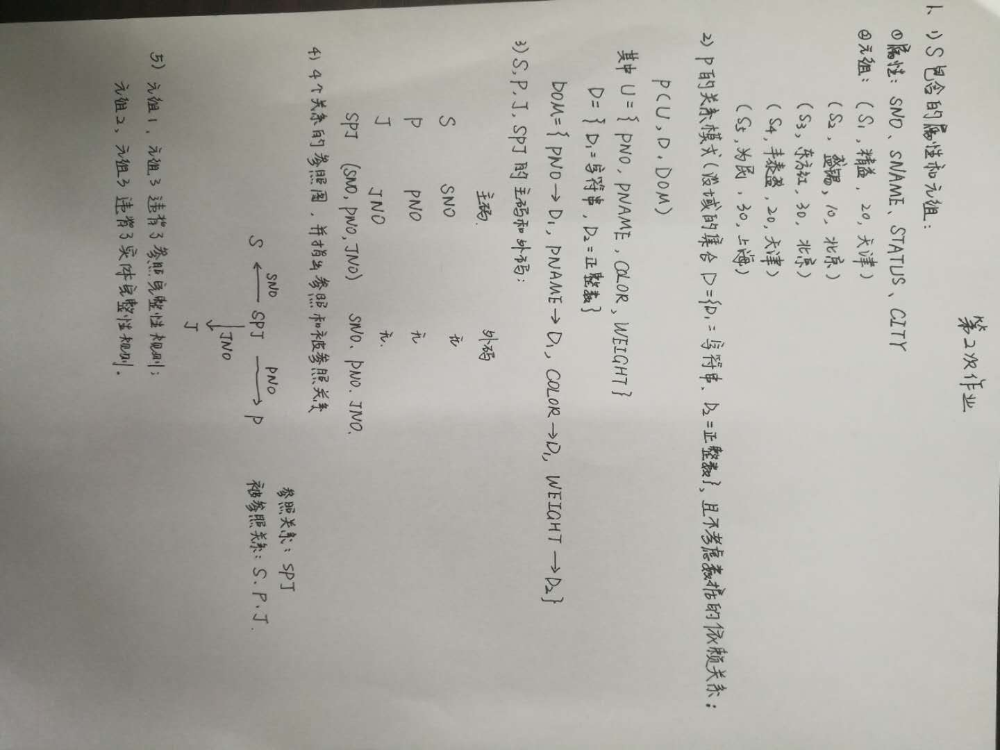 第2次作业
1、1) S包含的属性和元组：
①属性：SNO、SNAME、STATUS、CITY
②元组：(S1，精益，20，天津)
(S2，盛锡，10，北京)
(S3，东方红，30，北京)
(S4，丰泰盛，20，天津)
(S5，为民，30，上海)
2) P的关系模式(设域的集合D={D1=字符串、D2=正整数}，且不考虑数据的依赖关系：
P(U，D，DOM)
其中U={PNO，PNAME，COLOR，WEIGHT}
D={D1=字符串，D2=正整数}
DOM={PNO→D1，PNAME→D1，COLOR→D1，WEIGHT→D2}
3) S，P，J，SPJ的主码和外码：
主码 外码
S SNO 无
P PNO 无
J JNO 无.
SPJ (SNO，PNO，JNO) SNO、PNO、JNO.
4) 4个关系的参照图，并指出参照和被参照关系
参照关系：SPJ
SNO PNO
S ← SPJ → P 被参照关系：S、P、J.
JNO
J
5) 元组1，元组3违背了参照完整性规则；
元组2，元组3违背了实体完整性规则.